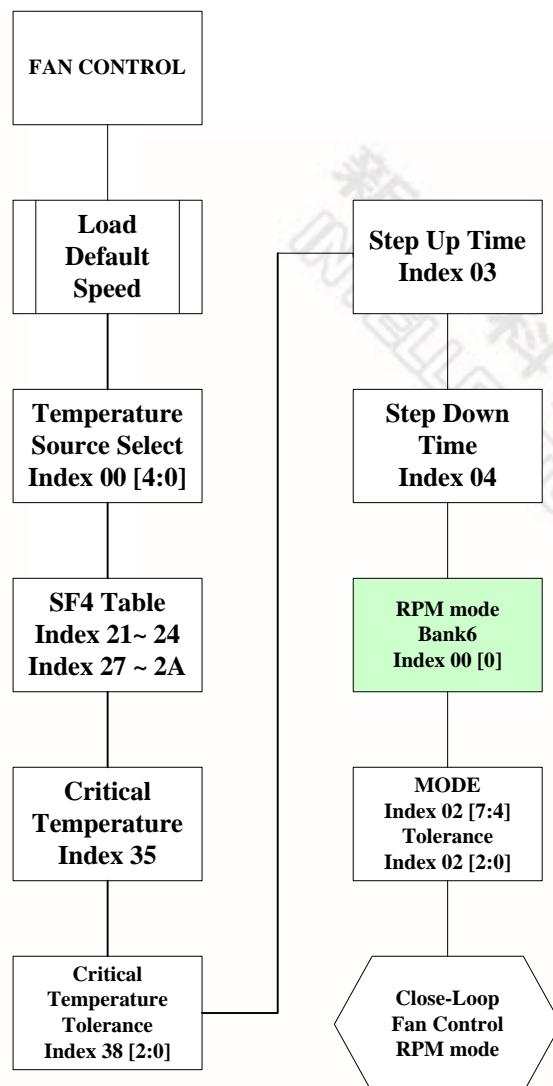 FAN CONTROL
Load
Default
Speed
Temperature
Source Select
Index 00 [4:0]
SF4 Table
Index 21~ 24
Index 27 ~ 2A
Critical
Temperature
Index 35
Critical
Temperature
Tolerance
Index 38 [2:0]
Step Up Time
Index 03
Step Down
Time
Index 04
RPM mode
Bank6
Index 00 [0]
MODE
Index 02 [7:4]
Tolerance
Index 02 [2:0]
Close-Loop
Fan Control
RPM mode